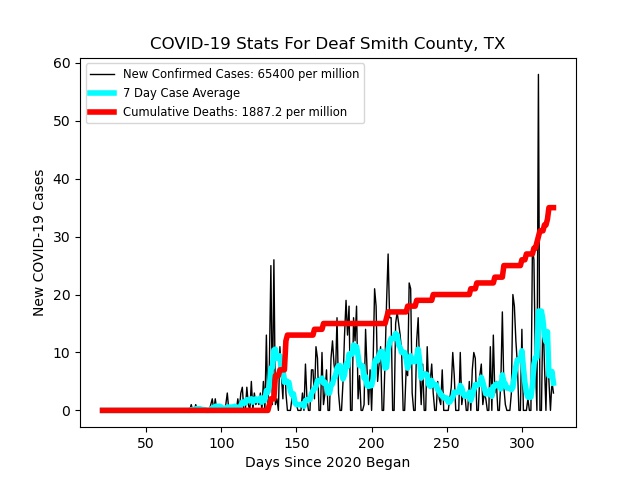 COVID-19 Stats For Deaf Smith County, TX
New Confirmed Cases: 65400 per million
7 Day Case Average
Cumulative Deaths: 1887.2 per million
New COVID-19 Cases
60
50
40
30
20
10
0
50 100 150 200 250 300
Days Since 2020 Began